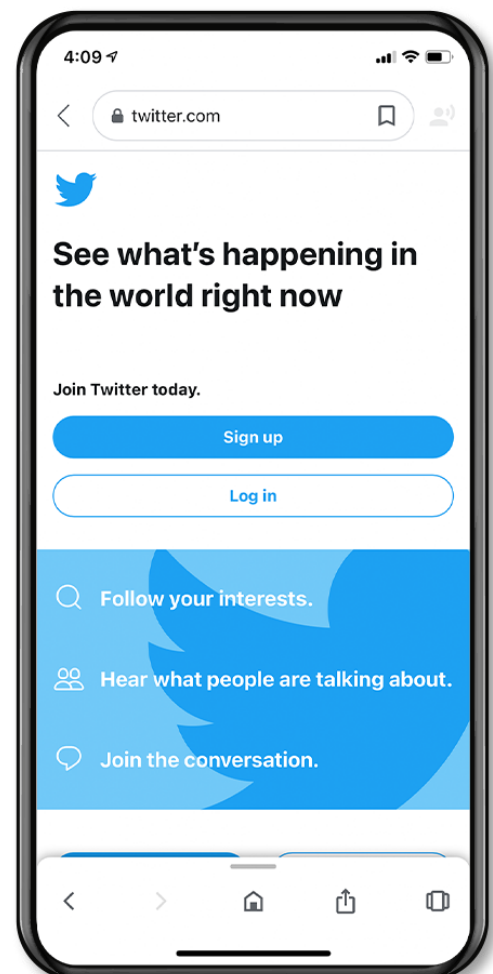 4:09
twitter.com
See what's happening in
the world right now
Join Twitter today.
Sign up
Log in
Follow your interests.
Hear what people are talking about.
Join the conversation.